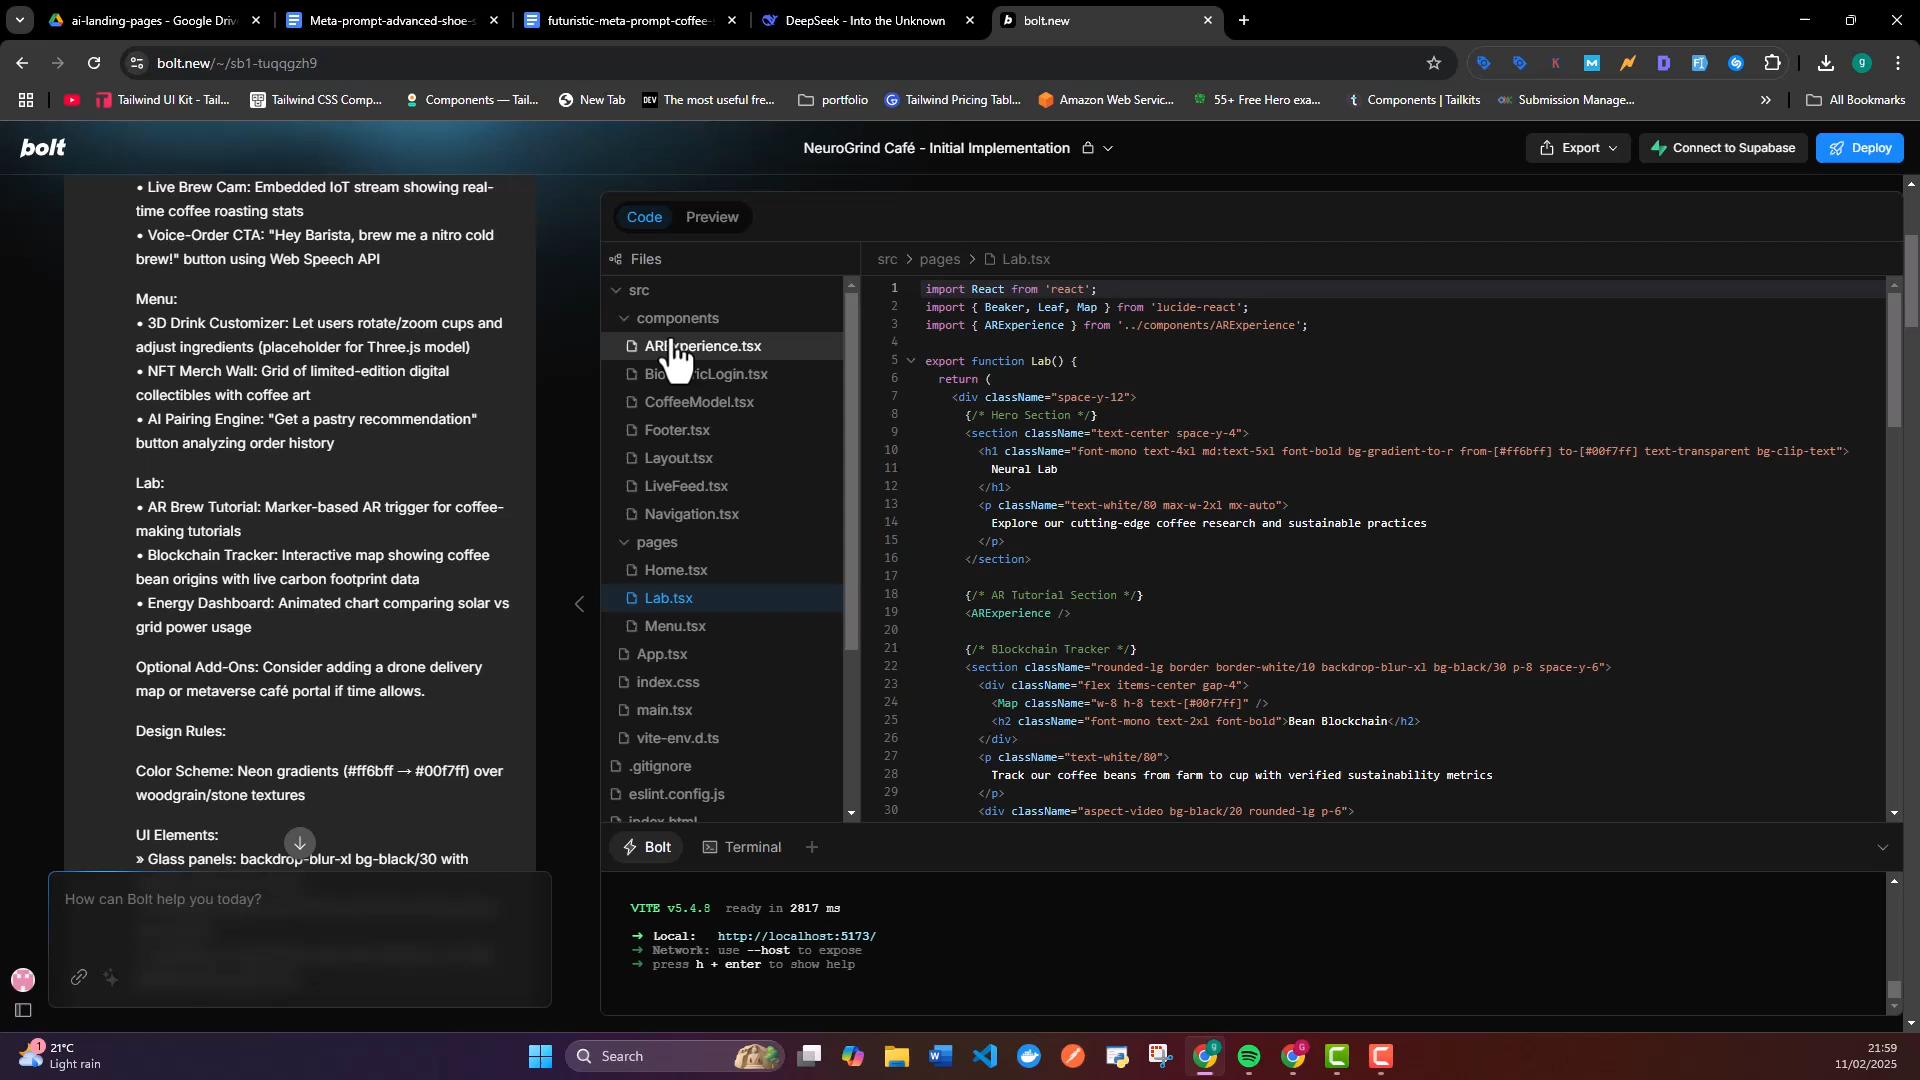 ai-landing-pages - Google Driv
Meta-prompt-advanced-shoe-s
futuristic-meta-prompt-coffee-s
DeepSeek - Into the Unknown
bolt.new
bolt.new/~/sb1-tuqqgzh9
Tailwind UI Kit - Tail...
Tailwind CSS Comp...
Components — Tail...
New Tab
The most useful fre...
portfolio
Tailwind Pricing Tabl...
Amazon Web Servic...
55+ Free Hero exa...
Components | Tailkits
Submission Manage...
All Bookmarks
bolt
NeuroGrind Café - Initial Implementation
Export
Connect to Supabase
Deploy
• Live Brew Cam: Embedded IoT stream showing real-
time coffee roasting stats
• Voice-Order CTA: "Hey Barista, brew me a nitro cold
brew!" button using Web Speech API
Menu:
• 3D Drink Customizer: Let users rotate/zoom cups and
adjust ingredients (placeholder for Three.js model)
• NFT Merch Wall: Grid of limited-edition digital
collectibles with coffee art
• AI Pairing Engine: "Get a pastry recommendation"
button analyzing order history
Lab:
• AR Brew Tutorial: Marker-based AR trigger for coffee-
making tutorials
• Blockchain Tracker: Interactive map showing coffee
bean origins with live carbon footprint data
• Energy Dashboard: Animated chart comparing solar vs
grid power usage
Optional Add-Ons: Consider adding a drone delivery
map or metaverse café portal if time allows.
Design Rules:
Color Scheme: Neon gradients (#ff6bff → #00f7ff) over
woodgrain/stone textures
UI Elements:
» Glass panels: backdrop-blur-xl bg-black/30 with
How can Bolt help you today?
Code
Preview
Files
src
components
ARExperience.tsx
CoffeeModel.tsx
Footer.tsx
Layout.tsx
LiveFeed.tsx
Navigation.tsx
pages
Home.tsx
Lab.tsx
Menu.tsx
App.tsx
index.css
main.tsx
vite-env.d.ts
.gitignore
eslint.config.js
index.html
src > pages > Lab.tsx
1 import React from 'react';
2 import { Beaker, Leaf, Map } from 'lucide-react';
3 import { ARExperience } from '../components/ARExperience';
4
5 export function Lab() {
6 return (
7 <div className="space-y-12">
8 {/* Hero Section */}
9 <section className="text-center space-y-4">
10 <h1 className="font-mono text-4xl md:text-5xl font-bold bg-gradient-to-r from-[#ff6bff] to-[#00f7ff] text-transparent bg-clip-text">
11 Neural Lab
12 </h1>
13 <p className="text-white/80 max-w-2xl mx-auto">
14 Explore our cutting-edge coffee research and sustainable practices
15 </p>
16 </section>
17
18 {/* AR Tutorial Section */}
19 <ARExperience />
20
21 {/* Blockchain Tracker */}
22 <section className="rounded-lg border border-white/10 backdrop-blur-xl bg-black/30 p-8 space-y-6">
23 <div className="flex items-center gap-4">
24 <Map className="w-8 h-8 text-[#00f7ff]" />
25 <h2 className="font-mono text-2xl font-bold">Bean Blockchain</h2>
26 </div>
27 <p className="text-white/80">
28 Track our coffee beans from farm to cup with verified sustainability metrics
29 </p>
30 <div className="aspect-video bg-black/20 rounded-lg p-6">
Bolt
Terminal
VITE v5.4.8 ready in 2817 ms
→ Local: http://localhost:5173/
→ Network: use --host to expose
→ press h + enter to show help
1
21°C
Light rain
Search
21:59
11/02/2025